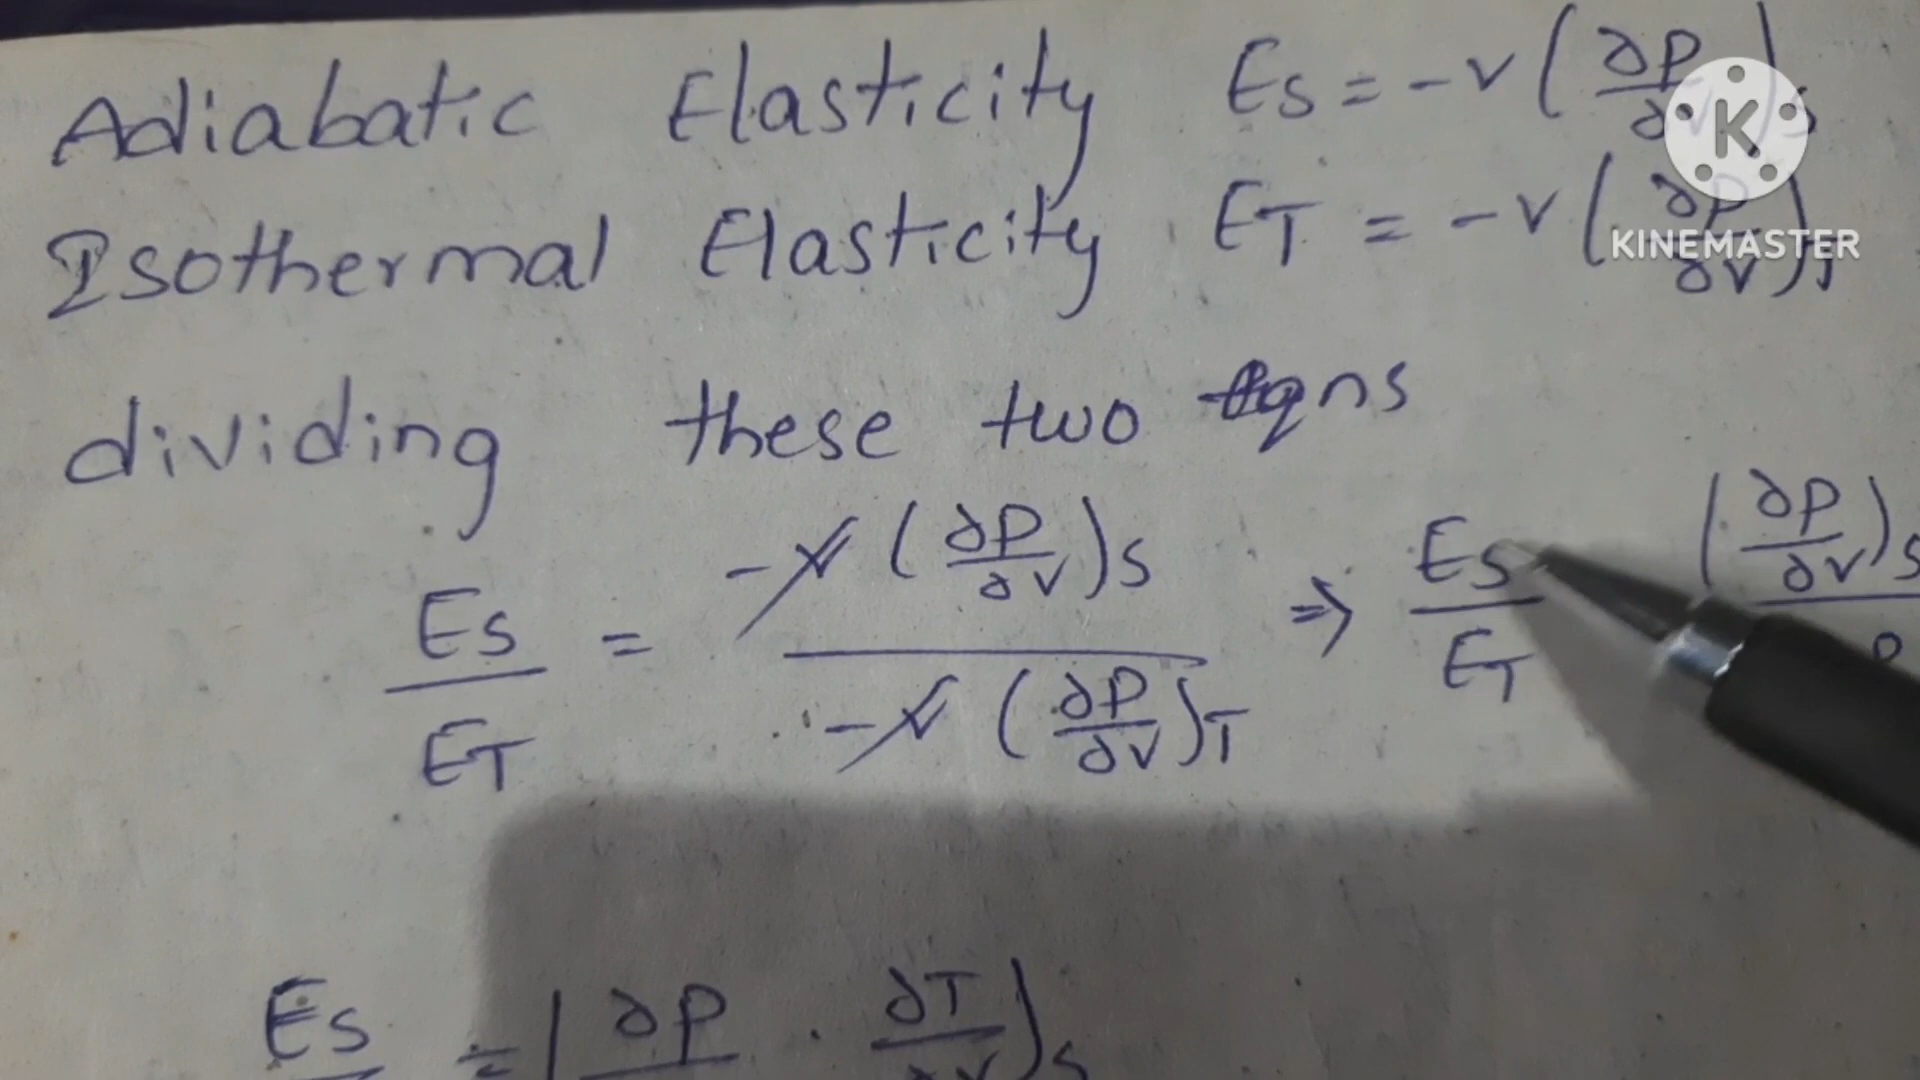 Adiabatic Elasticity Es = -v (∂P/∂V)s
Isothermal Elasticity ET = -v (∂P/∂V)T
K
KINEMASTER
dividing these two Eqns
Es/ET = -V (∂P/∂V)s / -V (∂P/∂V)T ⇒ Es/ET (∂P/∂V)s
Es = (∂P . ∂T)s